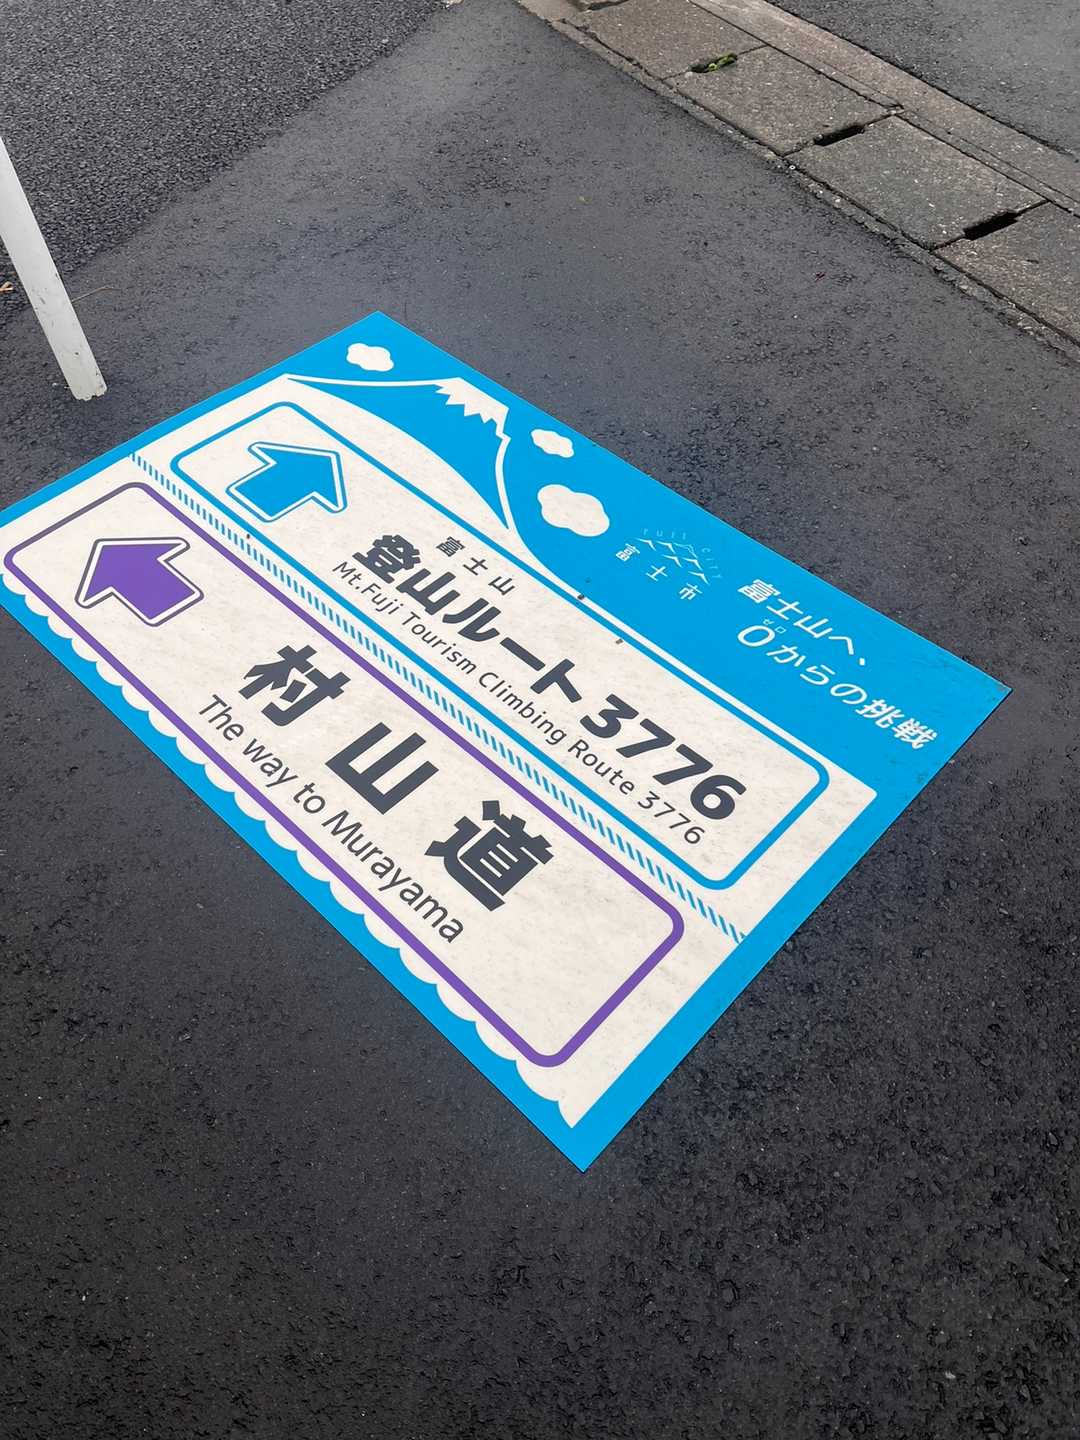 富士山へ、
0からの挑戦
ゼロ
Fuji City
富士市
富士山
登山ルート3776
Mt.Fuji Tourism Climbing Route 3776
村山道
The way to Murayama